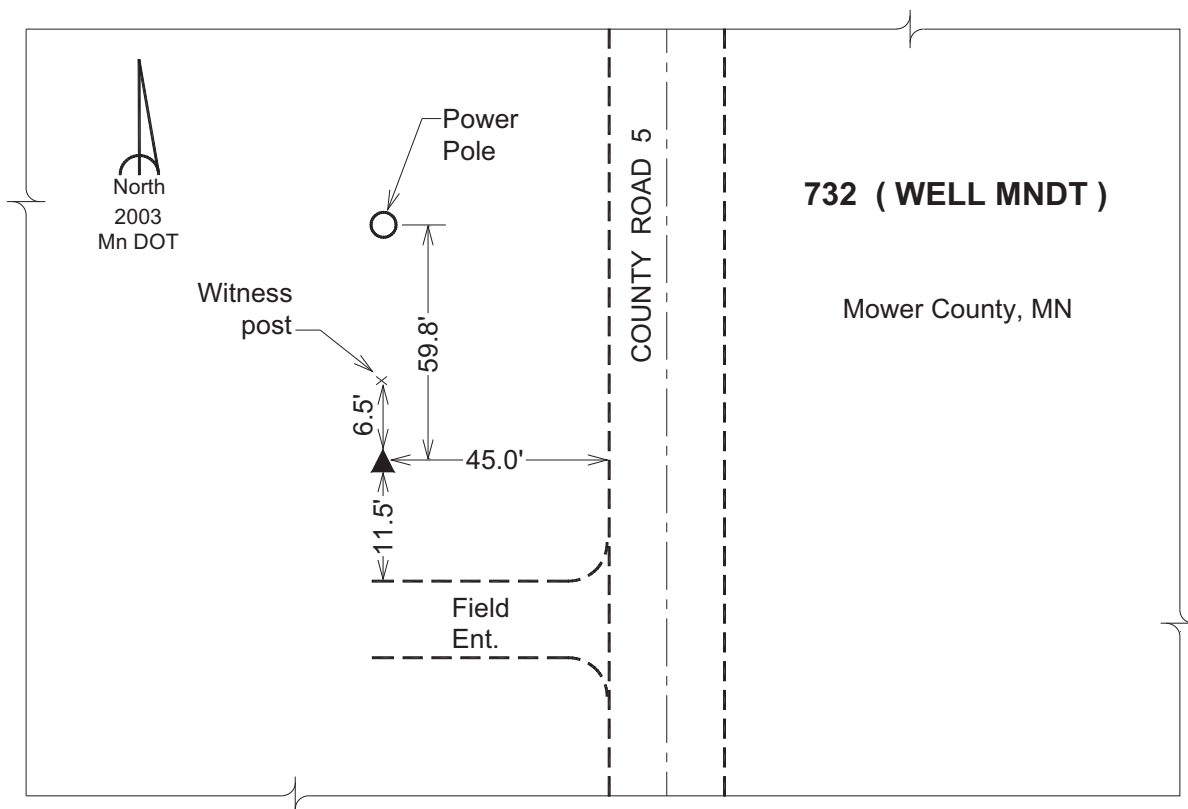 Power
Pole
North
2003
Mn DOT
COUNTY ROAD 5
732 ( WELL MNDT )
Mower County, MN
Witness
post
59.8'
6.5'
45.0'
11.5'
Field
Ent.